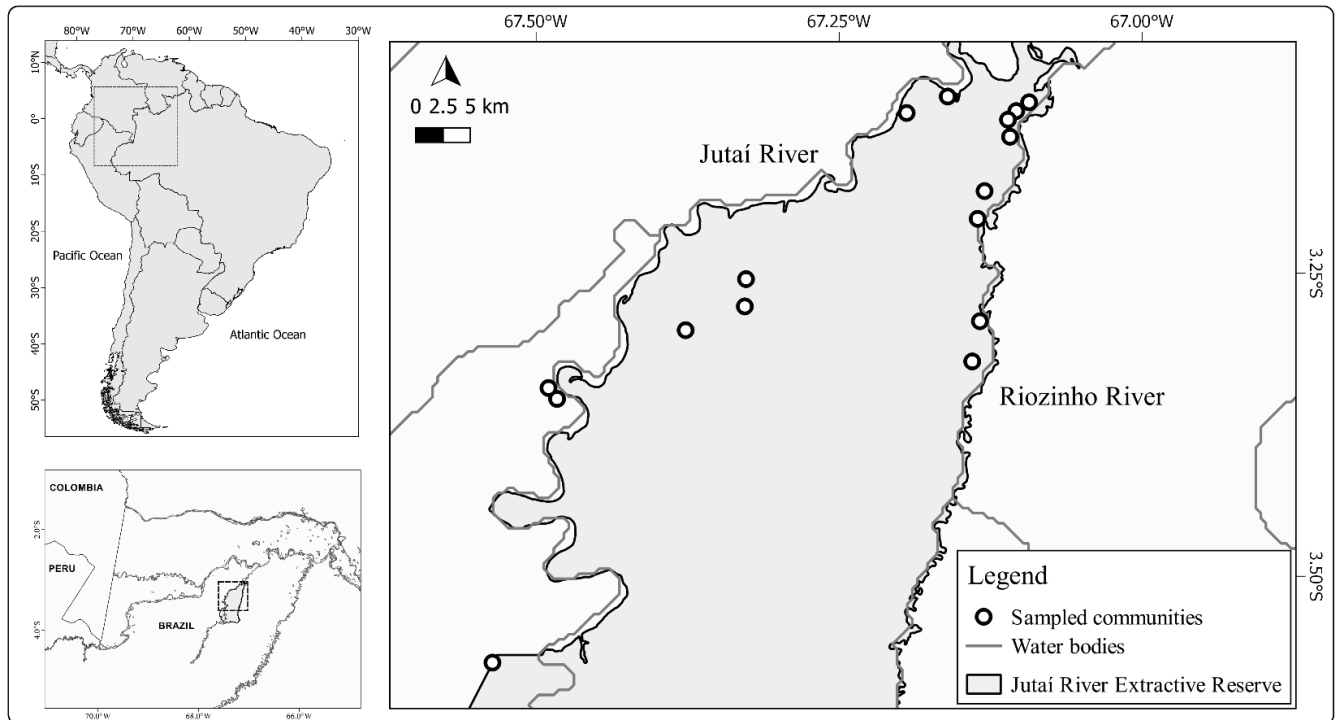 80°W 70°W 60°W 50°W 40°W 30°W
10°N
0°
10°S
20°S
30°S
40°S
50°S
Pacific Ocean
Atlantic Ocean
COLOMBIA
PERU
BRAZIL
2.0°S
4.0°S
70.0°W 68.0°W 66.0°W
67.50°W 67.25°W 67.00°W
0 2.5 5 km
Jutaí River
Riozinho River
3.25°S
3.50°S
Legend
Sampled communities
Water bodies
Jutaí River Extractive Reserve